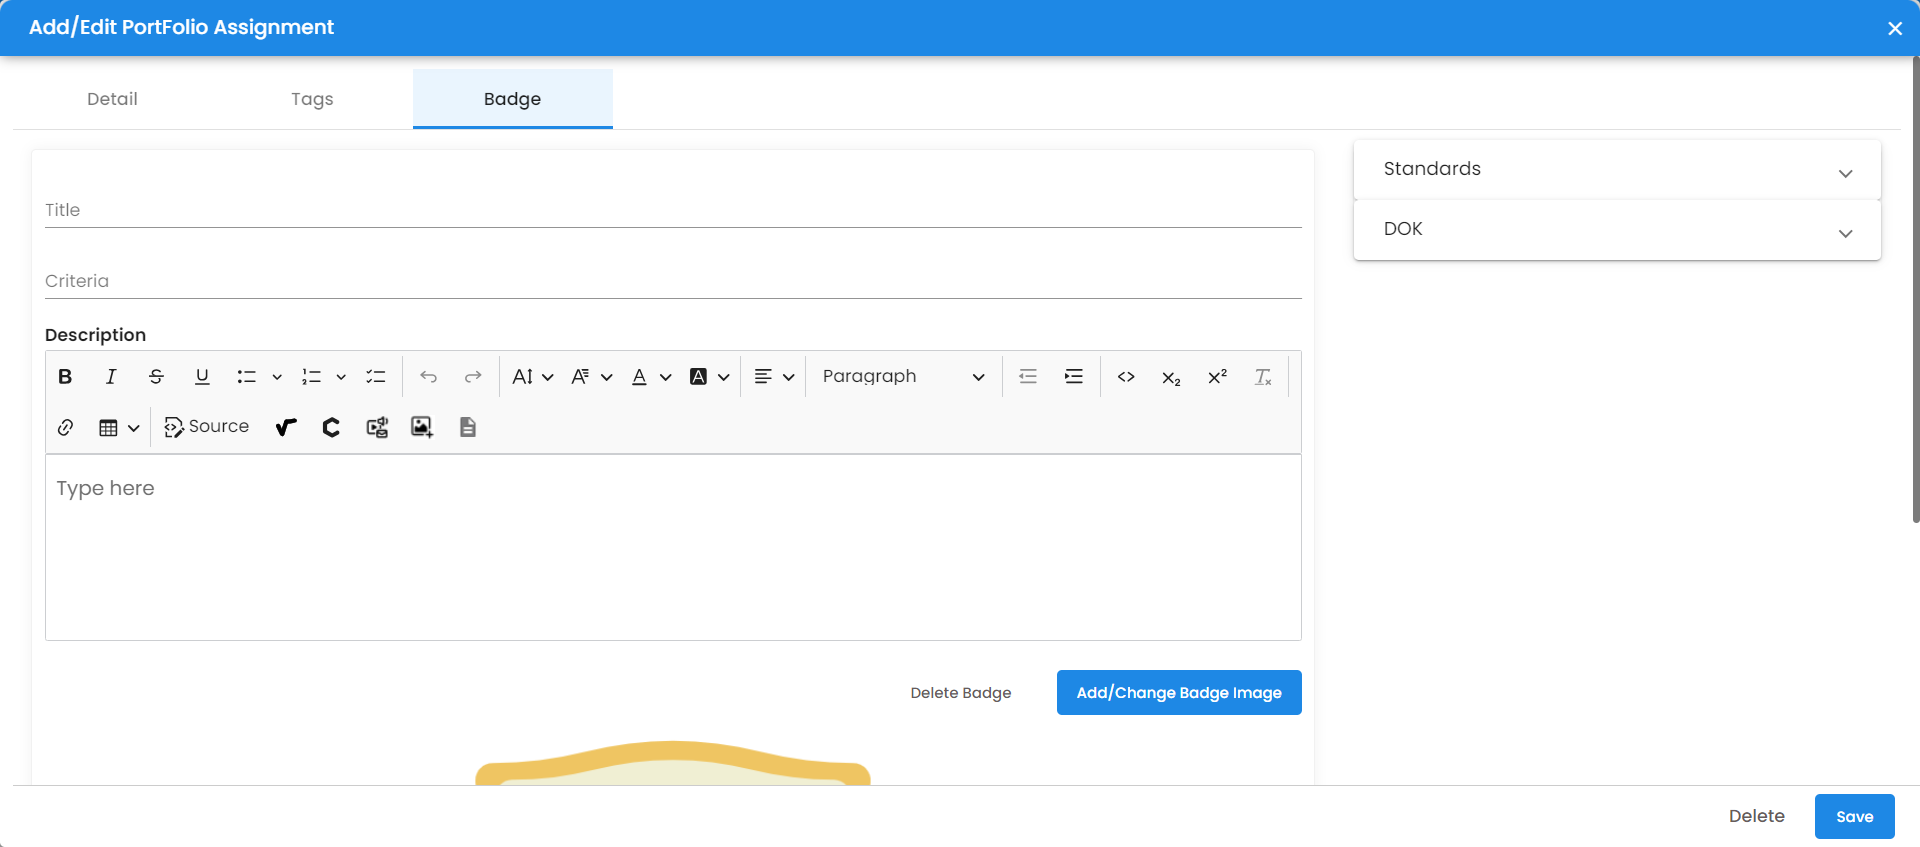 Add/Edit PortFolio Assignment
Detail Tags Badge
Title
Criteria
Description
Paragraph
Source
Type here
Delete Badge Add/Change Badge Image
Standards
DOK
Delete Save